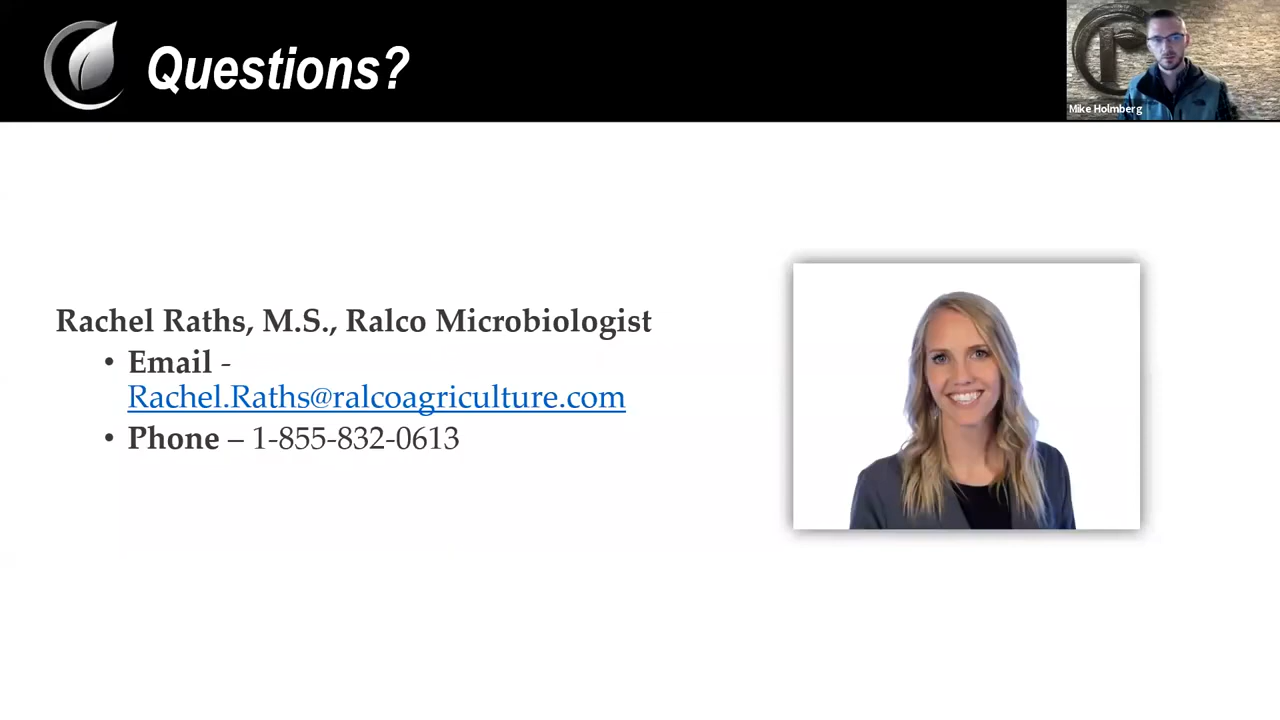 Questions?
Mike Holmberg
Rachel Raths, M.S., Ralco Microbiologist
• Email -
Rachel.Raths@ralcoagriculture.com
• Phone – 1-855-832-0613